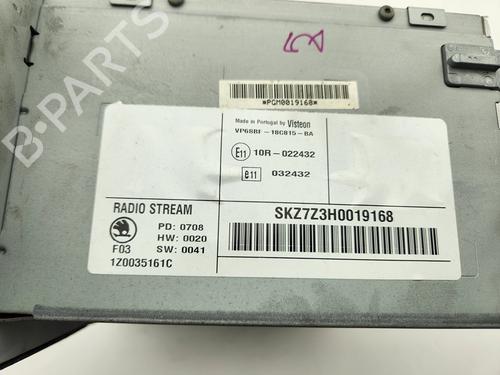 B-PARTS
*PGM0019168*
Made in Portugal by Visteon
VP6SBF-18C815-BA
E11 10R-022432
e11 032432
RADIO STREAM
SKZ7Z3H0019168
PD: 0708
HW: 0020
F03 SW: 0041
1Z0035161C